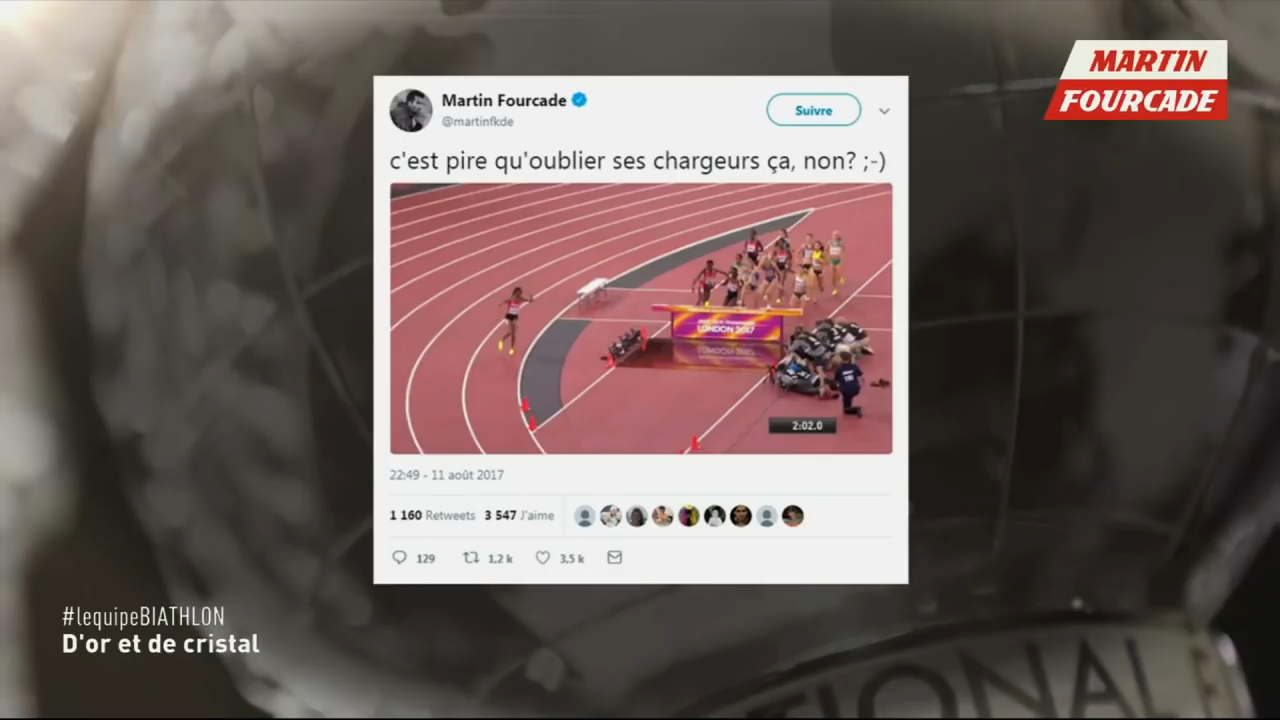 MARTIN
FOURCADE
Martin Fourcade
@martinfkde
Suivre
c'est pire qu'oublier ses chargeurs ça, non? ;-)
LONDON 2017
2:02.0
22:49 - 11 août 2017
1 160 Retweets 3 547 J'aime
129 1,2 k 3,5 k
#lequipeBIATHLON
D'or et de cristal
TIONAL